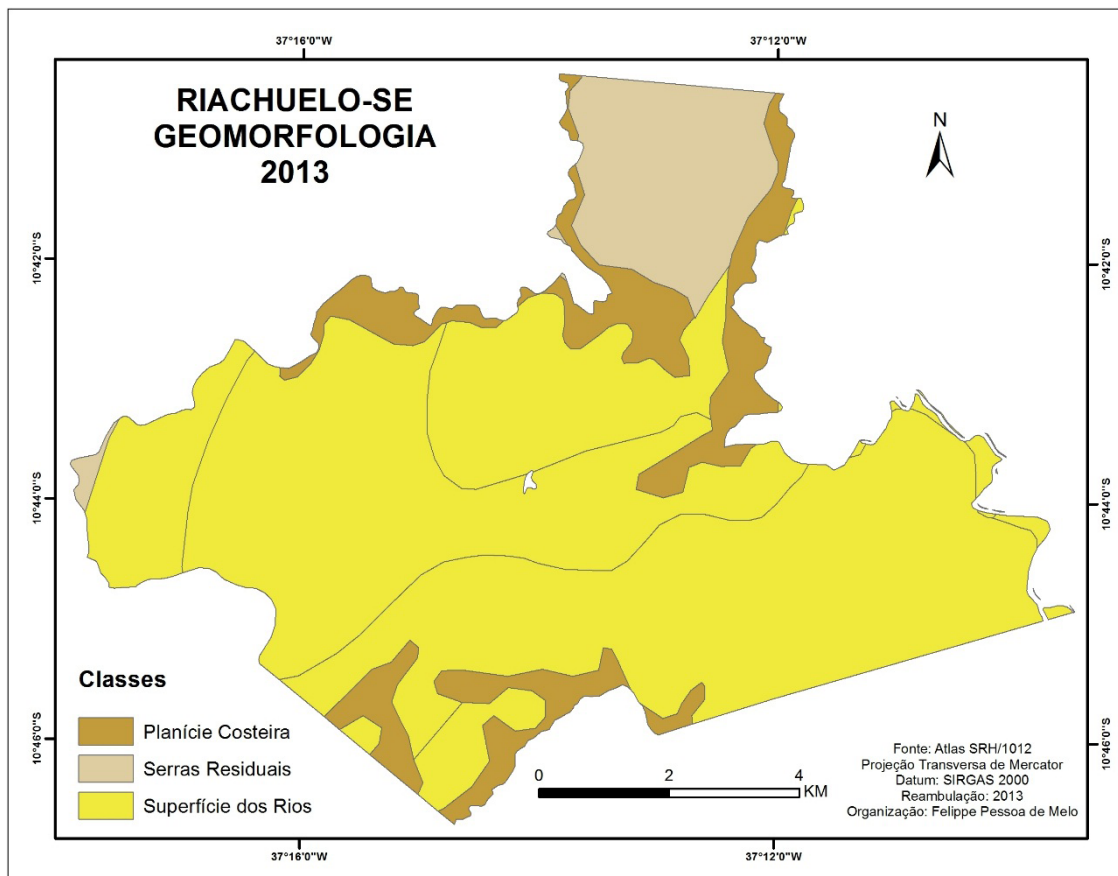 37°16'0"W
37°12'0"W
RIACHUELO-SE
GEOMORFOLOGIA
2013
N
10°42'0"S
10°42'0"S
10°44'0"S
10°44'0"S
10°46'0"S
10°46'0"S
Classes
Planície Costeira
Serras Residuais
Superfície dos Rios
0
2
4
KM
Fonte: Atlas SRH/1012
Projeção Transversa de Mercator
Datum: SIRGAS 2000
Reambulação: 2013
Organização: Felippe Pessoa de Melo
37°16'0"W
37°12'0"W